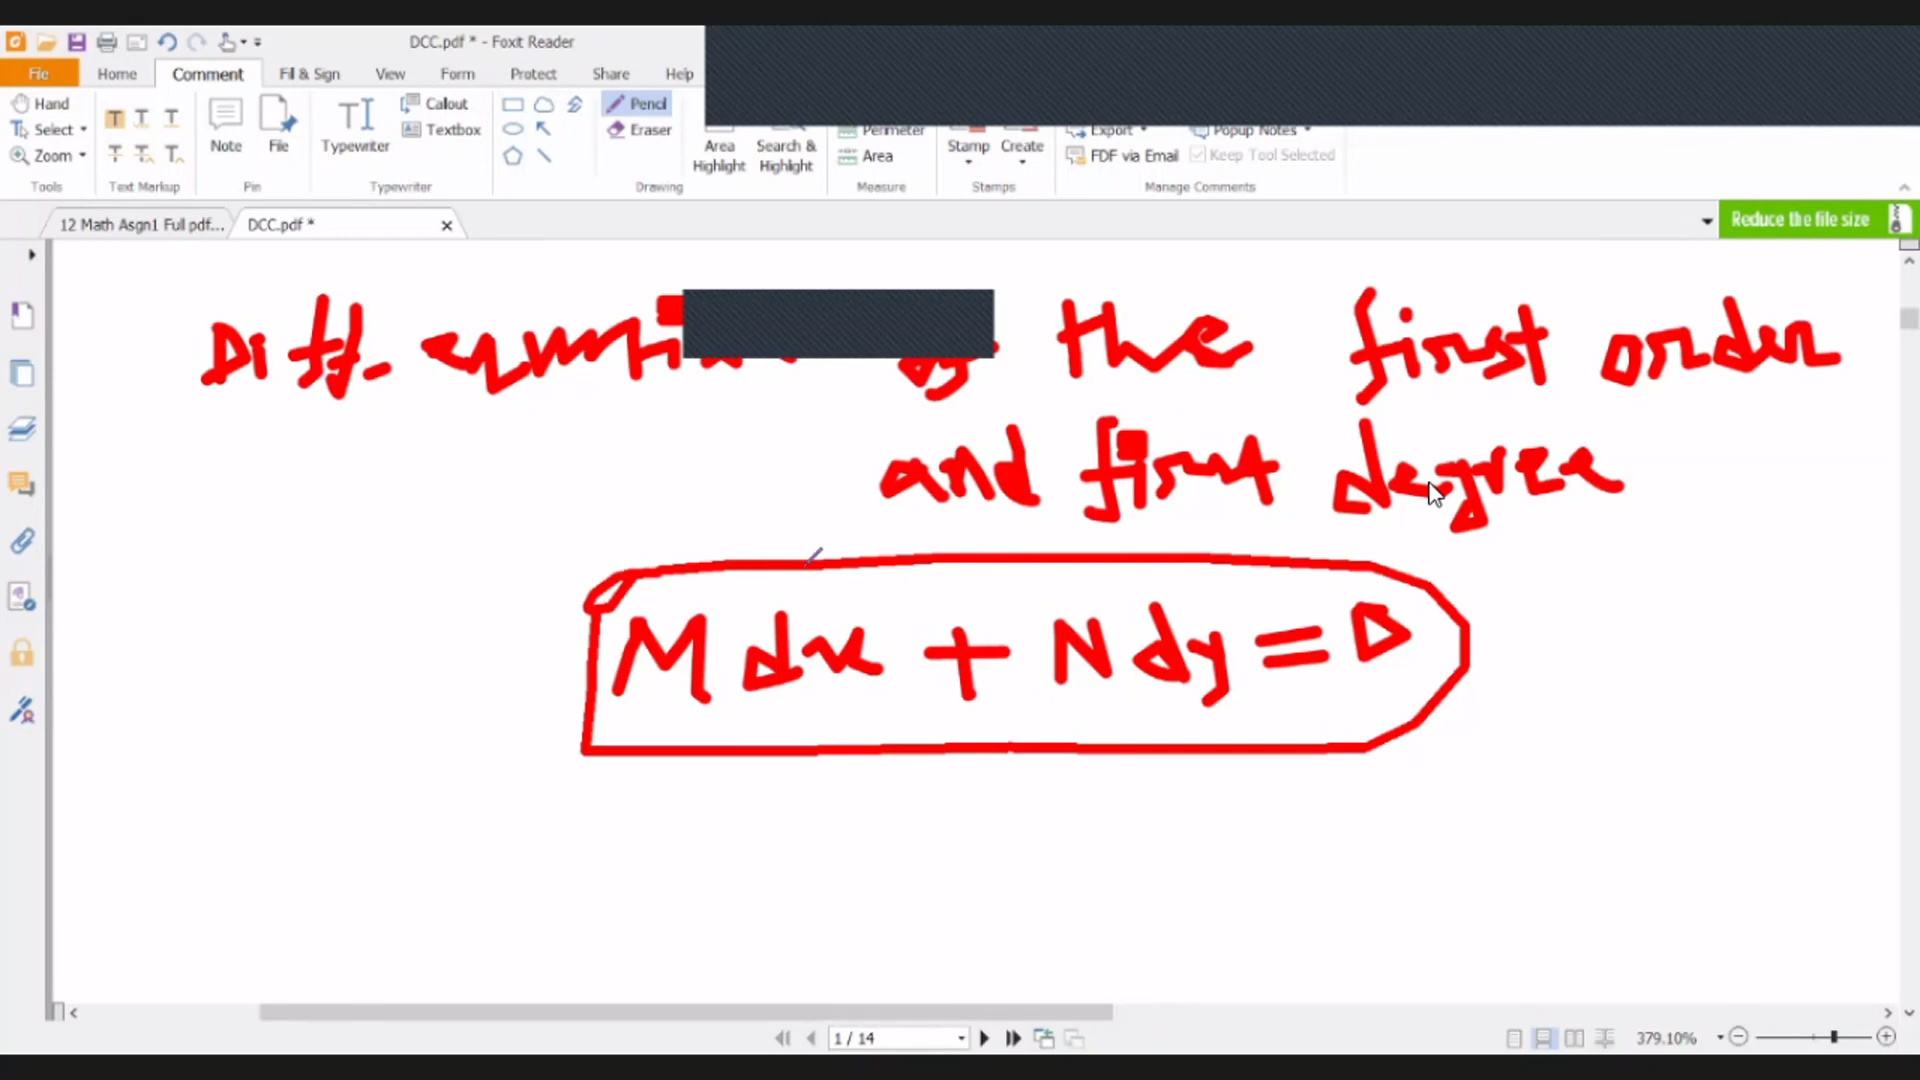 DCC.pdf * - Foxit Reader
File Home Comment Fil & Sign View Form Protect Share Help
Hand
Select
Zoom
Tools
Text Markup
Note
File
Pin
Typewriter
Callout
Textbox
Typewriter
Pencil
Eraser
Area Highlight
Search & Highlight
Drawing
Perimeter
Area
Measure
Stamp
Create
Stamps
Export
Popup Notes
FDF via Email
Keep Tool Selected
Manage Comments
12 Math Asgn1 Full pdf...
DCC.pdf *
Reduce the file size
Diff. the first order
and first degree
M dx + N dy = 0
1 / 14
379.10%